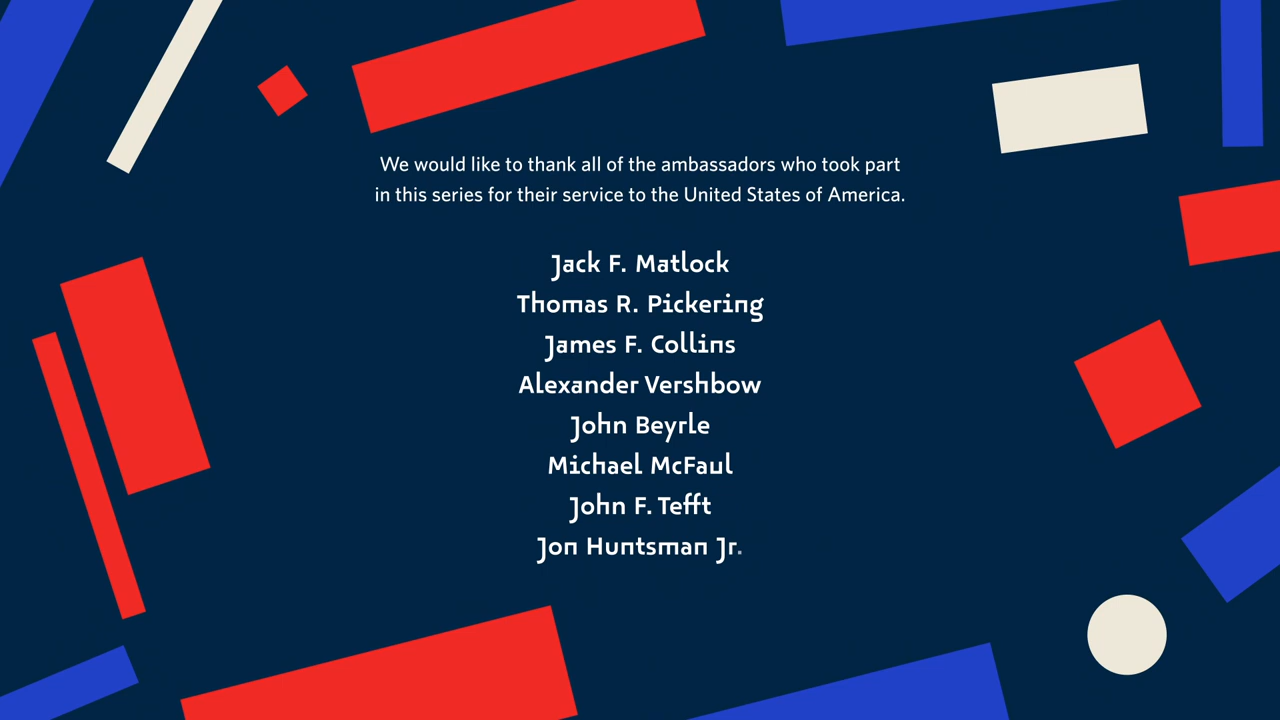 We would like to thank all of the ambassadors who took part
in this series for their service to the United States of America.
Jack F. Matlock
Thomas R. Pickering
James F. Collins
Alexander Vershbow
John Beyrle
Michael McFaul
John F. Tefft
Jon Huntsman Jr.